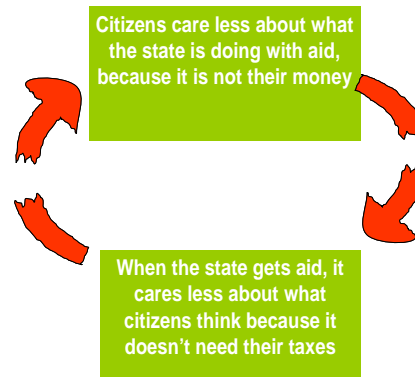 Citizens care less about what
the state is doing with aid,
because it is not their money
When the state gets aid, it
cares less about what
citizens think because it
doesn't need their taxes